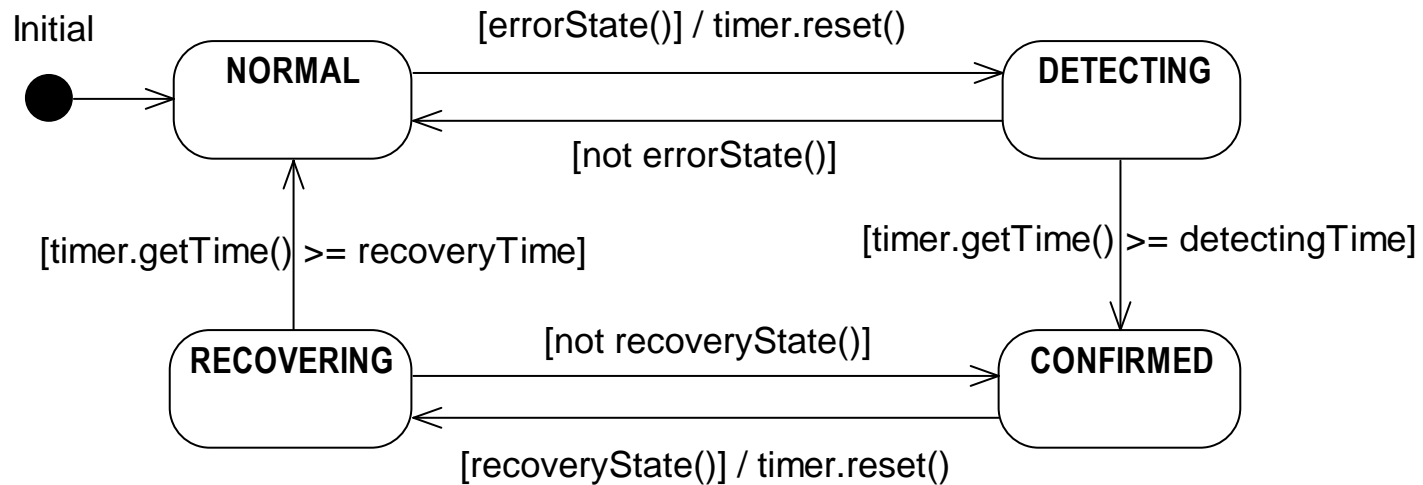 Initial
[errorState()] / timer.reset()
NORMAL
DETECTING
[not errorState()]
[timer.getTime() >= recoveryTime]
[timer.getTime() >= detectingTime]
[not recoveryState()]
RECOVERING
CONFIRMED
[recoveryState()] / timer.reset()